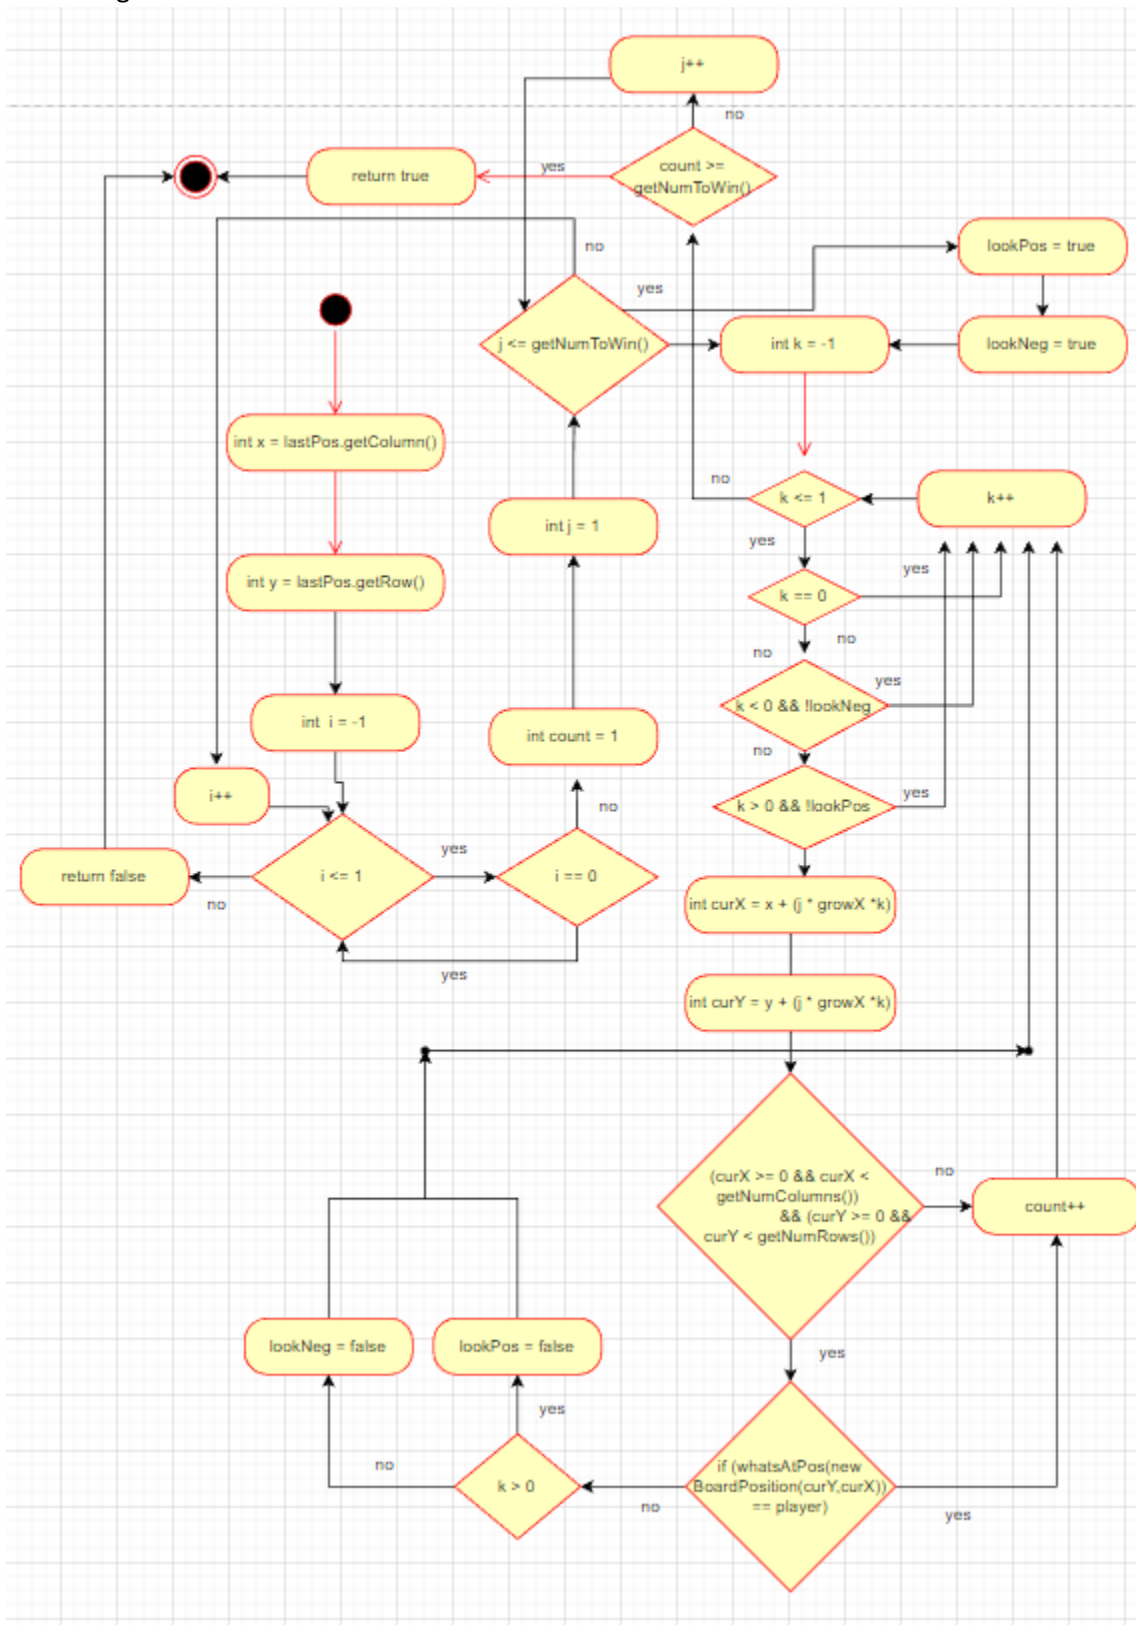 j++
no
count >=
getNumToWin()
yes
return true
no
lookPos = true
yes
j <= getNumToWin()
int k = -1
lookNeg = true
int x = lastPos.getColumn()
no
k <= 1
k++
int j = 1
yes
yes
int y = lastPos.getRow()
k == 0
no
no
yes
int i = -1
k < 0 && !lookNeg
int count = 1
no
i++
no
k > 0 && !lookPos
yes
yes
return false
i <= 1
i == 0
no
int curX = x + (j * growX *k)
yes
int curY = y + (j * growX *k)
(curX >= 0 && curX <
getNumColumns())
&& (curY >= 0 &&
curY < getNumRows())
no
count++
lookNeg = false
lookPos = false
yes
yes
no
k > 0
if (whatsAtPos(new
BoardPosition(curY,curX))
== player)
no
yes